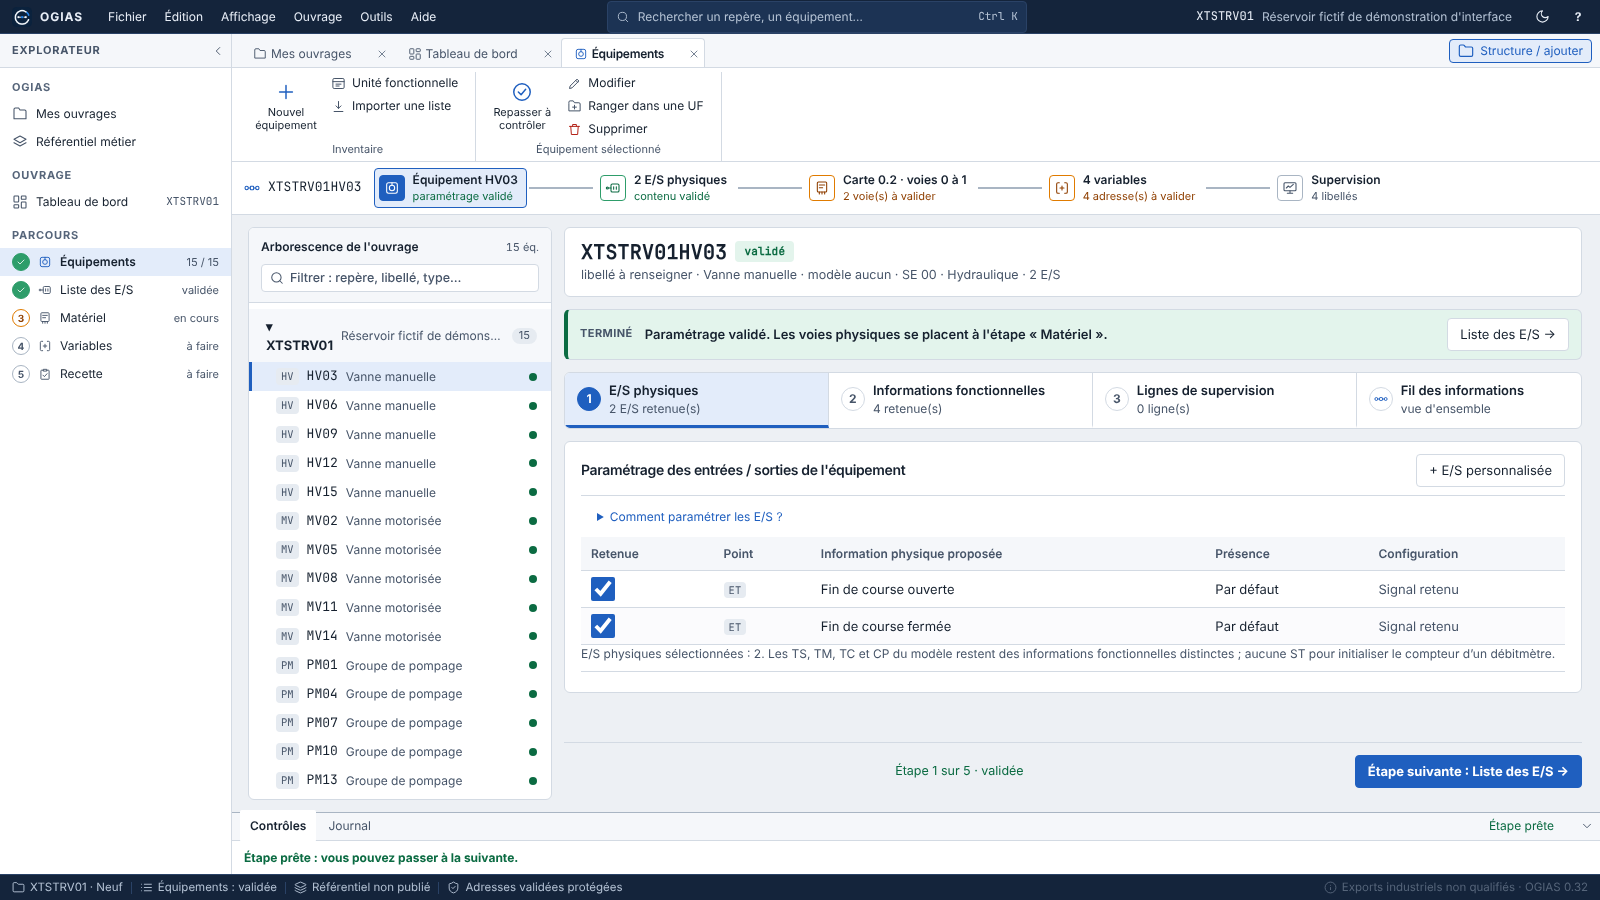 OGIAS Fichier Édition Affichage Ouvrage Outils Aide Rechercher un repère, un équipement... Ctrl K XTSTRV01 Réservoir fictif de démonstration d'interface ?
EXPLORATEUR
OGIAS
Mes ouvrages
Référentiel métier
OUVRAGE
Tableau de bord XTSTRV01
PARCOURS
Équipements 15 / 15
Liste des E/S validée
3 Matériel en cours
4 Variables à faire
5 Recette à faire
Mes ouvrages Tableau de bord Équipements Structure / ajouter
Nouvel équipement
Unité fonctionnelle
Importer une liste
Inventaire
Repasser à contrôler
Modifier
Ranger dans une UF
Supprimer
Équipement sélectionné
XTSTRV01HV03
Équipement HV03
paramétrage validé
2 E/S physiques
contenu validé
Carte 0.2 · voies 0 à 1
2 voie(s) à valider
4 variables
4 adresse(s) à valider
Supervision
4 libellés
Arborescence de l'ouvrage 15 éq.
Filtrer : repère, libellé, type...
▼ XTSTRV01 Réservoir fictif de démons... 15
HV HV03 Vanne manuelle
HV HV06 Vanne manuelle
HV HV09 Vanne manuelle
HV HV12 Vanne manuelle
HV HV15 Vanne manuelle
MV MV02 Vanne motorisée
MV MV05 Vanne motorisée
MV MV08 Vanne motorisée
MV MV11 Vanne motorisée
MV MV14 Vanne motorisée
PM PM01 Groupe de pompage
PM PM04 Groupe de pompage
PM PM07 Groupe de pompage
PM PM10 Groupe de pompage
PM PM13 Groupe de pompage
XTSTRV01HV03 validé
libellé à renseigner · Vanne manuelle · modèle aucun · SE 00 · Hydraulique · 2 E/S
TERMINÉ Paramétrage validé. Les voies physiques se placent à l'étape « Matériel ». Liste des E/S →
1 E/S physiques
2 E/S retenue(s)
2 Informations fonctionnelles
4 retenue(s)
3 Lignes de supervision
0 ligne(s)
Fil des informations
vue d'ensemble
Paramétrage des entrées / sorties de l'équipement + E/S personnalisée
▶ Comment paramétrer les E/S ?
Retenue Point Information physique proposée Présence Configuration
ET Fin de course ouverte Par défaut Signal retenu
ET Fin de course fermée Par défaut Signal retenu
E/S physiques sélectionnées : 2. Les TS, TM, TC et CP du modèle restent des informations fonctionnelles distinctes ; aucune ST pour initialiser le compteur d'un débitmètre.
Étape 1 sur 5 · validée Étape suivante : Liste des E/S →
Contrôles Journal Étape prête
Étape prête : vous pouvez passer à la suivante.
XTSTRV01 · Neuf Équipements : validée Référentiel non publié Adresses validées protégées Exports industriels non qualifiés · OGIAS 0.32